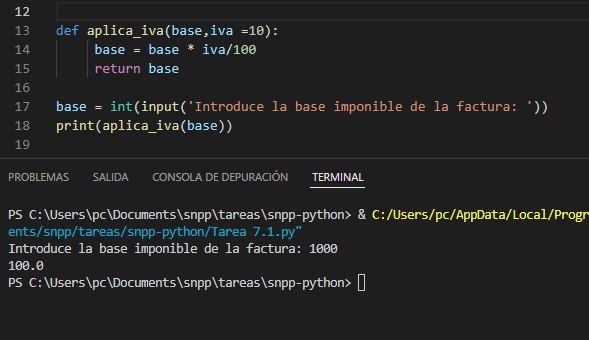 12
13 def aplica_iva(base,iva =10):
14 base = base * iva/100
15 return base
16
17 base = int(input('Introduce la base imponible de la factura: '))
18 print(aplica_iva(base))
19
PROBLEMAS SALIDA CONSOLA DE DEPURACIÓN TERMINAL
PS C:\Users\pc\Documents\snpp\tareas\snpp-python> & C:/Users/pc/AppData/Local/Progr
ents/snpp/tareas/snpp-python/Tarea 7.1.py"
Introduce la base imponible de la factura: 1000
100.0
PS C:\Users\pc\Documents\snpp\tareas\snpp-python>